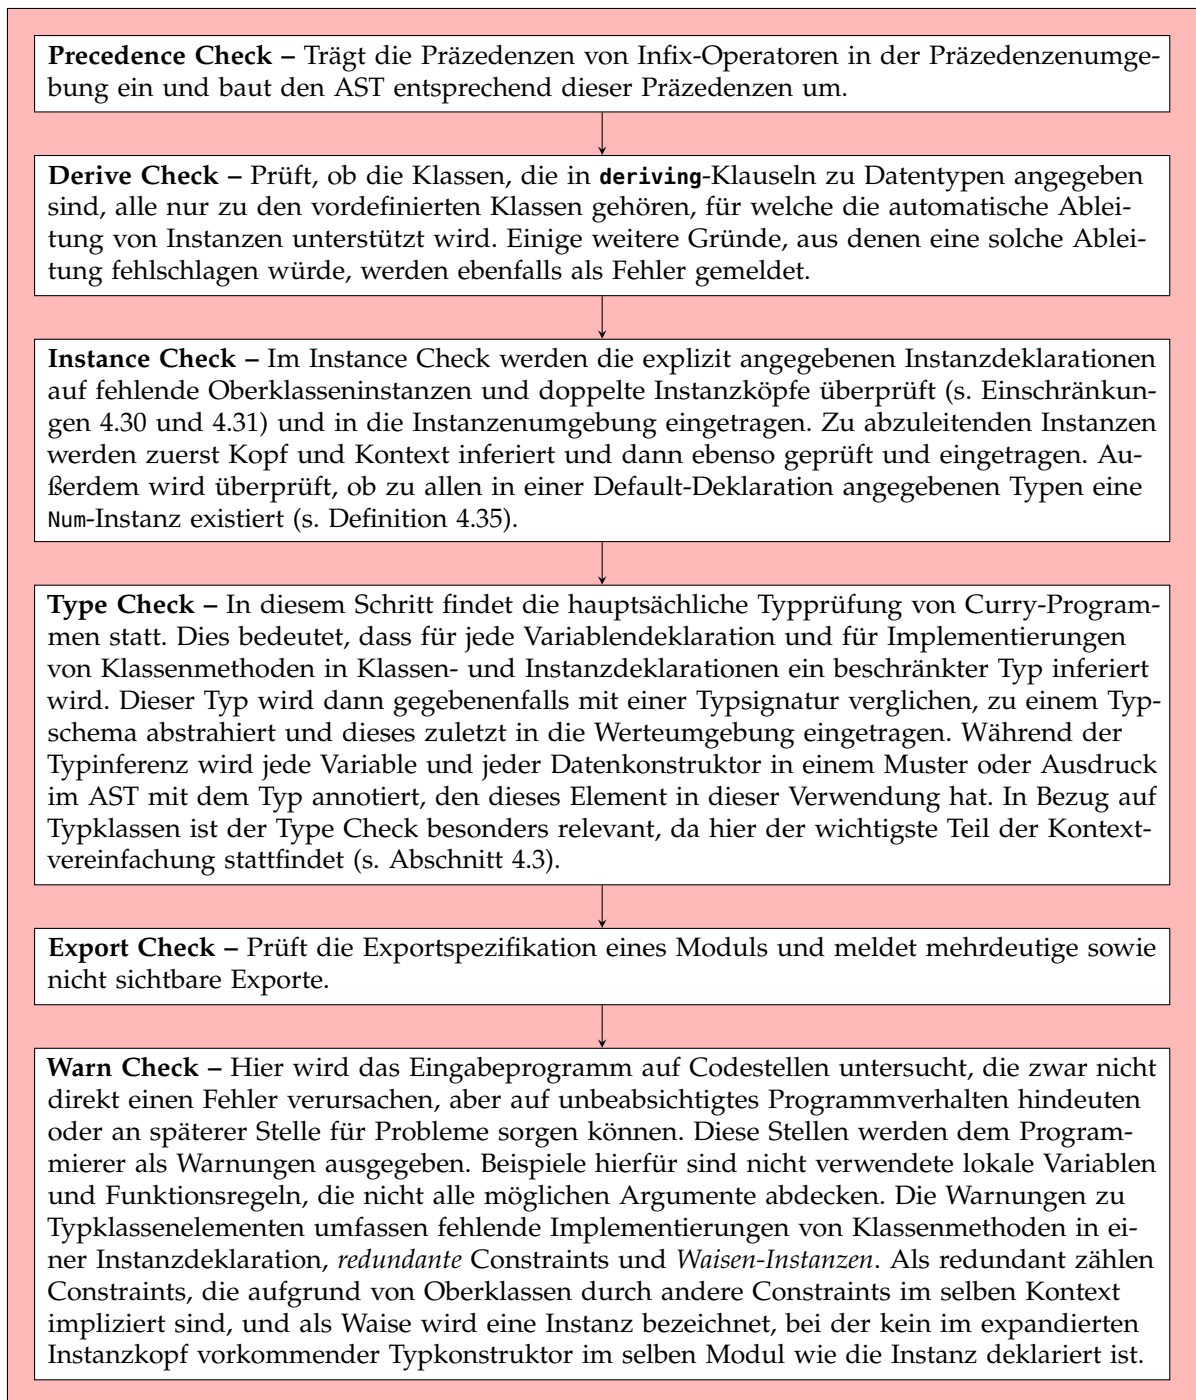 Precedence Check – Trägt die Präzedenzen von Infix-Operatoren in der Präzedenzenumge-
bung ein und baut den AST entsprechend dieser Präzedenzen um.
Derive Check – Prüft, ob die Klassen, die in deriving-Klauseln zu Datentypen angegeben
sind, alle nur zu den vordefinierten Klassen gehören, für welche die automatische Ablei-
tung von Instanzen unterstützt wird. Einige weitere Gründe, aus denen eine solche Ablei-
tung fehlschlagen würde, werden ebenfalls als Fehler gemeldet.
Instance Check – Im Instance Check werden die explizit angegebenen Instanzdeklarationen
auf fehlende Oberklasseninstanzen und doppelte Instanzköpfe überprüft (s. Einschränkun-
gen 4.30 und 4.31) und in die Instanzenumgebung eingetragen. Zu abzuleitenden Instanzen
werden zuerst Kopf und Kontext inferiert und dann ebenso geprüft und eingetragen. Au-
ßerdem wird überprüft, ob zu allen in einer Default-Deklaration angegebenen Typen eine
Num-Instanz existiert (s. Definition 4.35).
Type Check – In diesem Schritt findet die hauptsächliche Typprüfung von Curry-Program-
men statt. Dies bedeutet, dass für jede Variablendeklaration und für Implementierungen
von Klassenmethoden in Klassen- und Instanzdeklarationen ein beschränkter Typ inferiert
wird. Dieser Typ wird dann gegebenenfalls mit einer Typsignatur verglichen, zu einem Typ-
schema abstrahiert und dieses zuletzt in die Werteumgebung eingetragen. Während der
Typinferenz wird jede Variable und jeder Datenkonstruktor in einem Muster oder Ausdruck
im AST mit dem Typ annotiert, den dieses Element in dieser Verwendung hat. In Bezug auf
Typklassen ist der Type Check besonders relevant, da hier der wichtigste Teil der Kontext-
vereinfachung stattfindet (s. Abschnitt 4.3).
Export Check – Prüft die Exportspezifikation eines Moduls und meldet mehrdeutige sowie
nicht sichtbare Exporte.
Warn Check – Hier wird das Eingabeprogramm auf Codestellen untersucht, die zwar nicht
direkt einen Fehler verursachen, aber auf unbeabsichtigtes Programmverhalten hindeuten
oder an späterer Stelle für Probleme sorgen können. Diese Stellen werden dem Program-
mierer als Warnungen ausgegeben. Beispiele hierfür sind nicht verwendete lokale Variablen
und Funktionsregeln, die nicht alle möglichen Argumente abdecken. Die Warnungen zu
Typklassenelementen umfassen fehlende Implementierungen von Klassenmethoden in ei-
ner Instanzdeklaration, redundante Constraints und Waisen-Instanzen. Als redundant zählen
Constraints, die aufgrund von Oberklassen durch andere Constraints im selben Kontext
impliziert sind, und als Waise wird eine Instanz bezeichnet, bei der kein im expandierten
Instanzkopf vorkommender Typkonstruktor im selben Modul wie die Instanz deklariert ist.